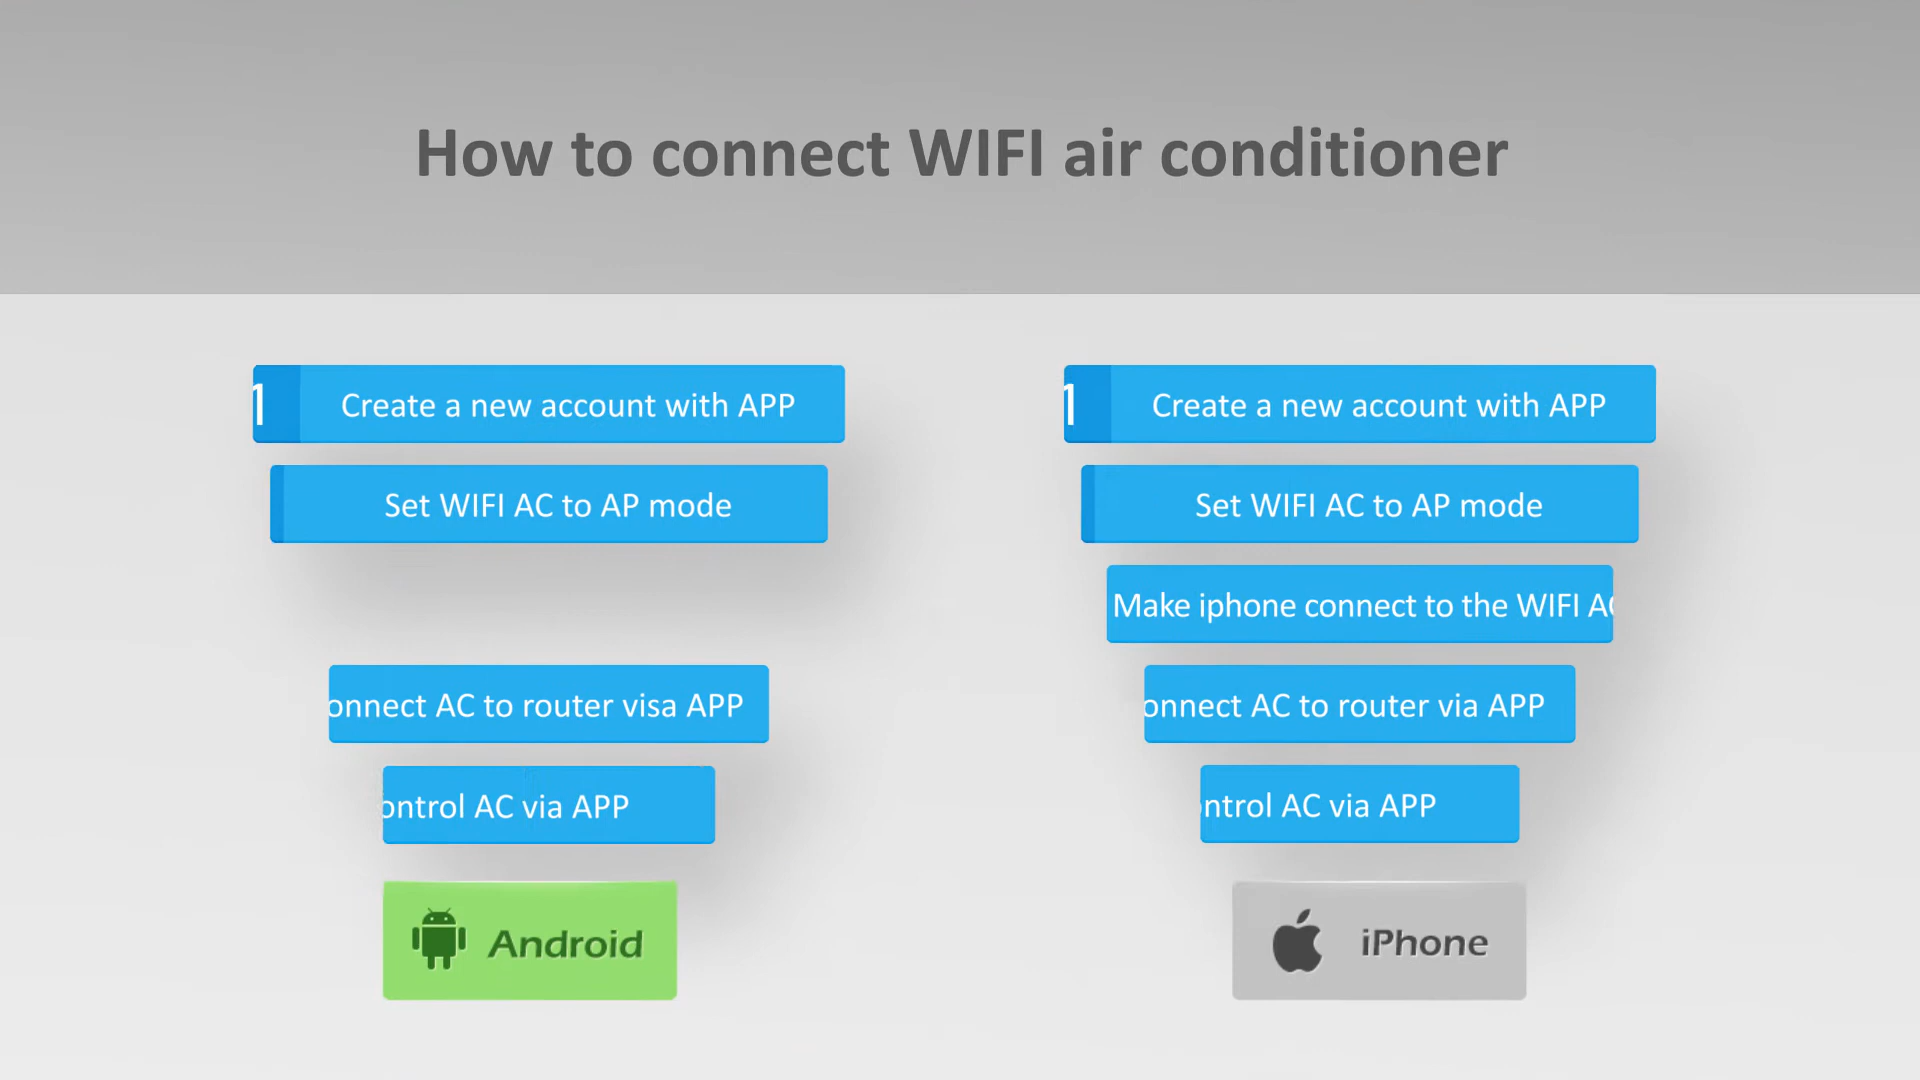 How to connect WIFI air conditioner
1 Create a new account with APP
Set WIFI AC to AP mode
onnect AC to router visa APP
ontrol AC via APP
Android
1 Create a new account with APP
Set WIFI AC to AP mode
Make iphone connect to the WIFI AC
onnect AC to router via APP
ntrol AC via APP
iPhone